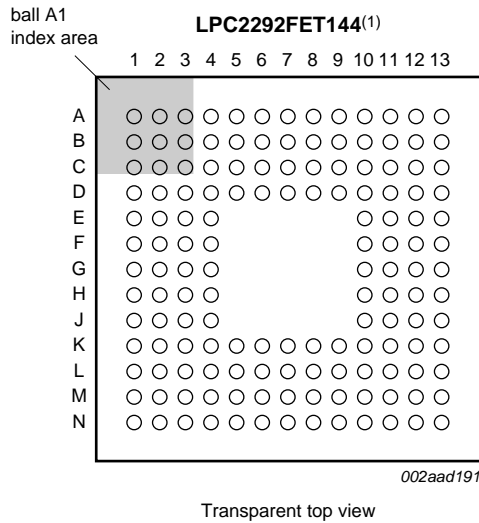 ball A1
index area
LPC2292FET144(1)
1 2 3 4 5 6 7 8 9 10 11 12 13
A
B
C
D
E
F
G
H
J
K
L
M
N
002aad191
Transparent top view